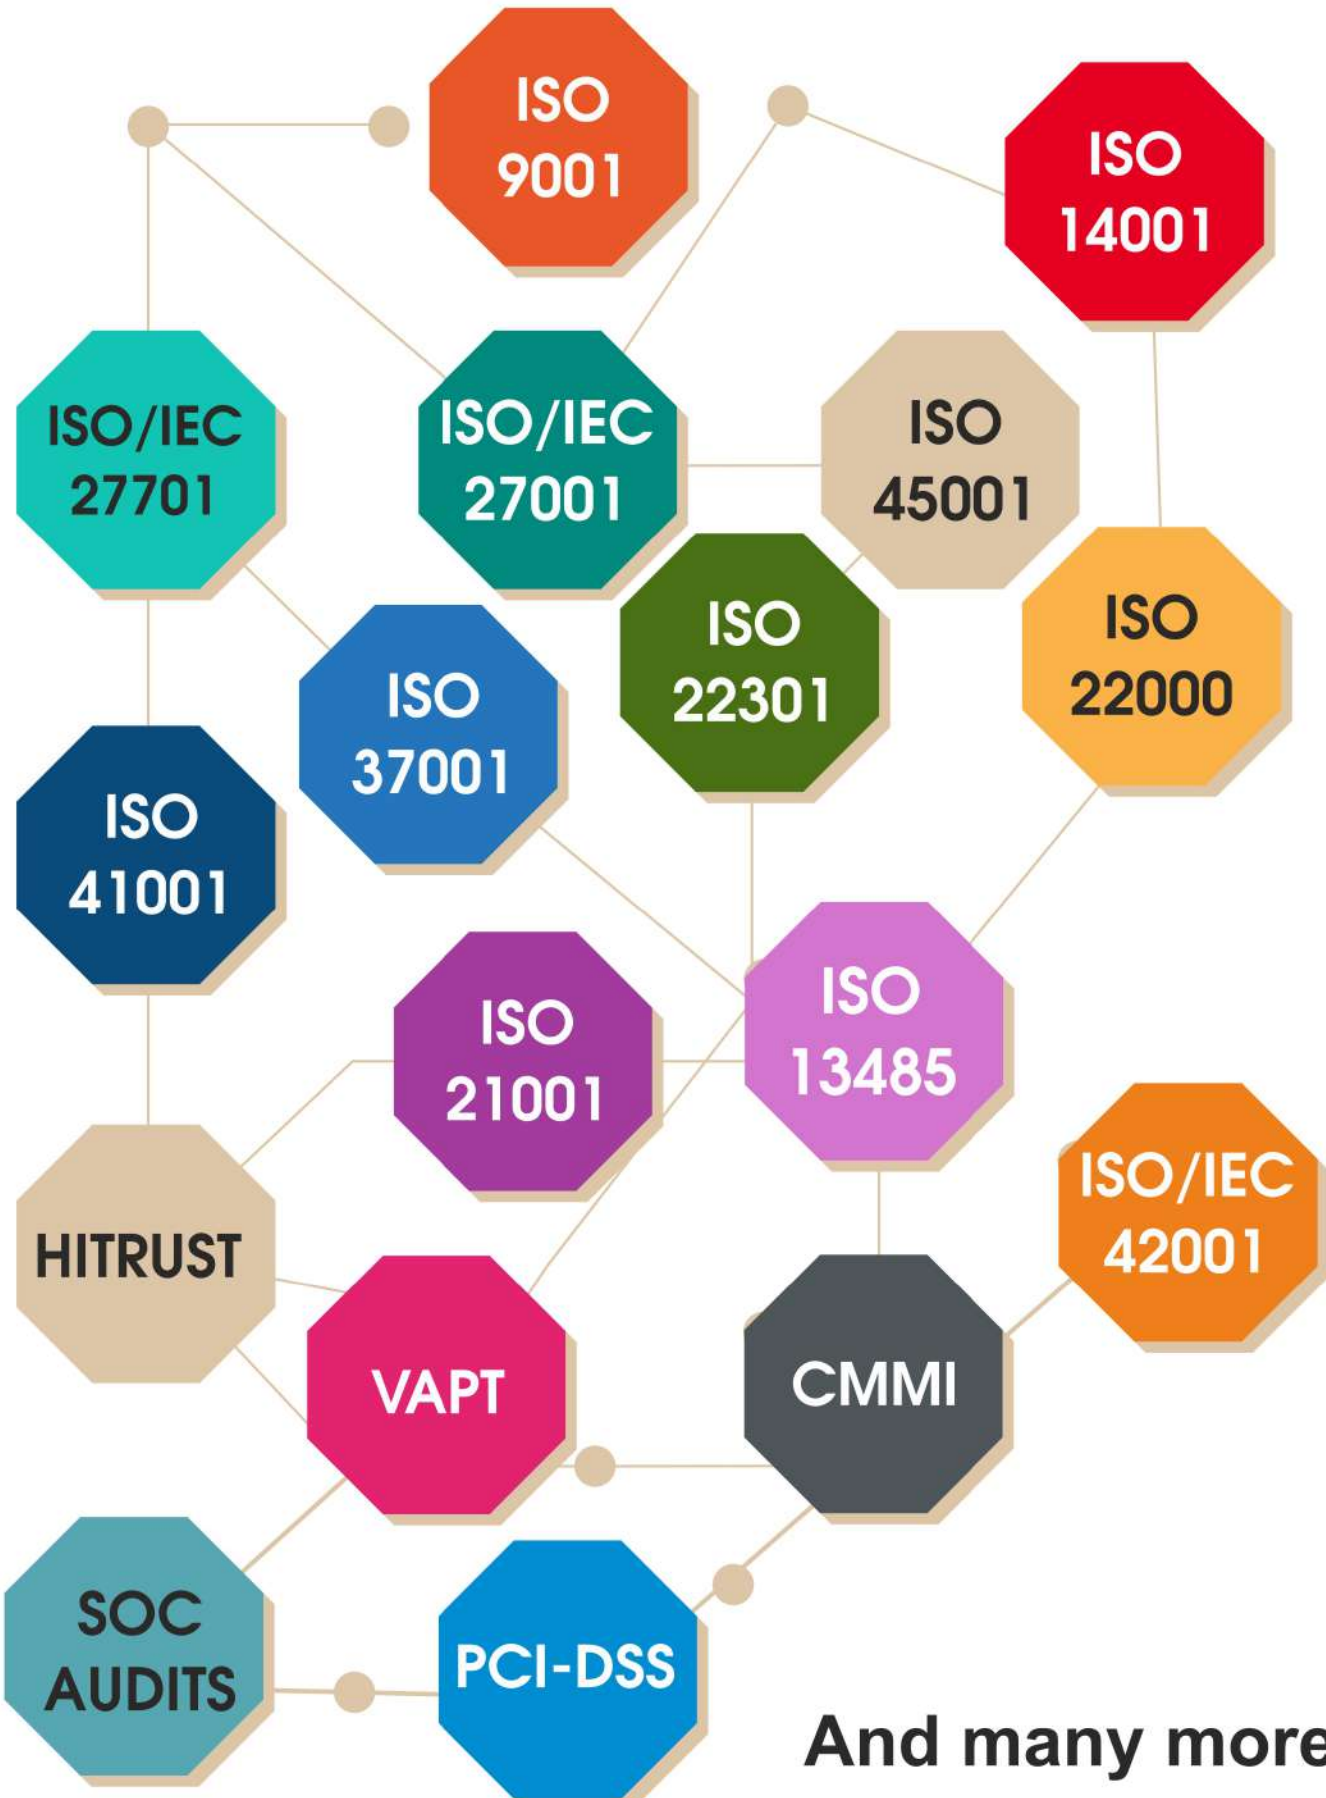 ISO
9001
ISO
14001
ISO/IEC
27701
ISO/IEC
27001
ISO
45001
ISO
22301
ISO
22000
ISO
37001
ISO
41001
ISO
21001
ISO
13485
ISO/IEC
42001
HITRUST
VAPT
CMMI
SOC
AUDITS
PCI-DSS
And many more